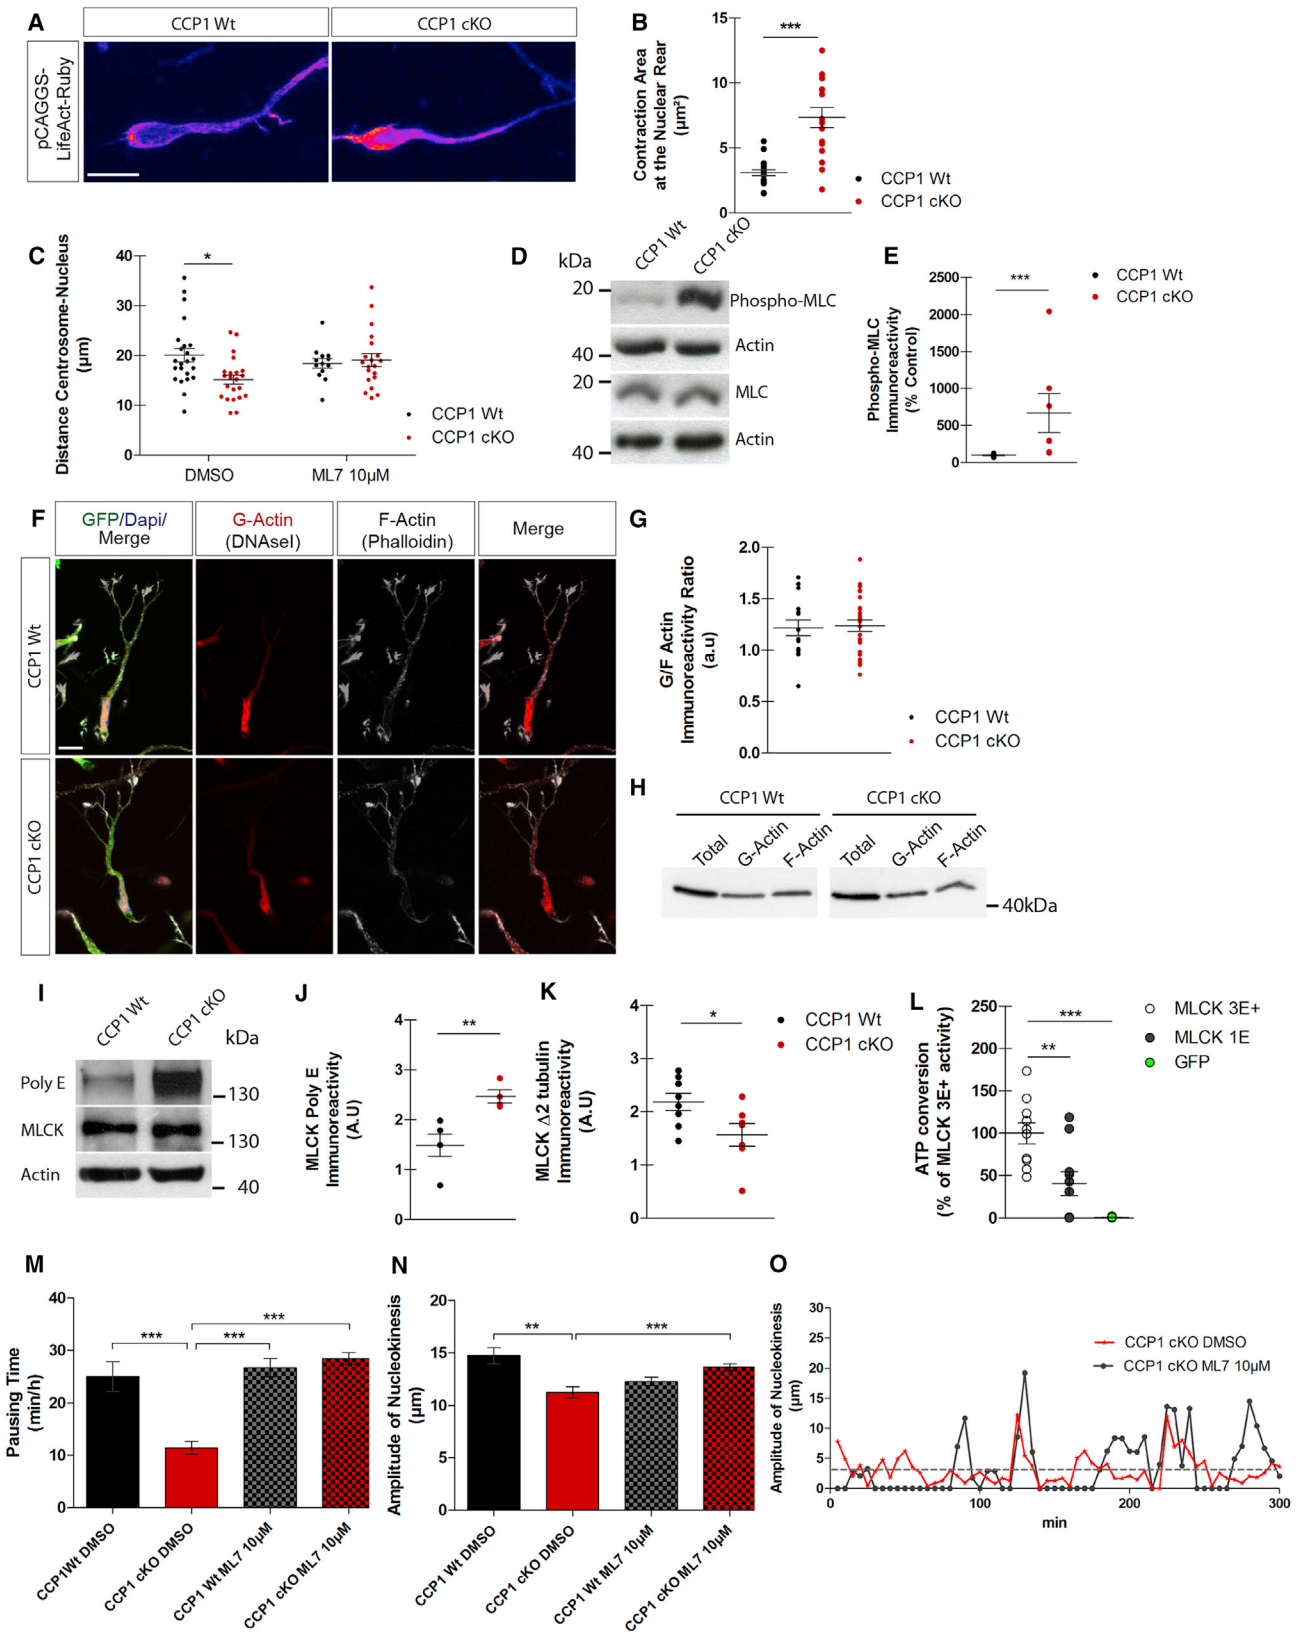 A
CCP1 Wt
CCP1 cKO
pCAGGS-
LifeAct-Ruby
B
Contraction Area
at the Nuclear Rear
(µm²)
15
10
5
0
***
CCP1 Wt
CCP1 cKO
C
Distance Centrosome-Nucleus
(µm)
40
30
20
10
0
*
DMSO
ML7 10µM
CCP1 Wt
CCP1 cKO
D
kDa
CCP1 Wt
CCP1 cKO
20
Phospho-MLC
Actin
40
20
MLC
Actin
40
E
Phospho-MLC
Immunoreactivity
(% Control)
2500
2000
1500
1000
500
0
***
CCP1 Wt
CCP1 cKO
F
GFP/Dapi/
Merge
G-Actin
(DNAseI)
F-Actin
(Phalloidin)
Merge
CCP1 Wt
CCP1 cKO
G
G/F Actin
Immunoreactivity Ratio
(a.u)
2.0
1.5
1.0
0.5
0.0
CCP1 Wt
CCP1 cKO
H
CCP1 Wt
CCP1 cKO
Total
G-Actin
F-Actin
Total
G-Actin
F-Actin
40kDa
I
CCP1 Wt
CCP1 cKO
kDa
Poly E
130
MLCK
130
Actin
40
J
MLCK Poly E
Immunoreactivity
(A.U)
4
3
2
1
0
**
K
MLCK Δ2 tubulin
Immunoreactivity
(A.U)
4
3
2
1
0
*
CCP1 Wt
CCP1 cKO
L
ATP conversion
(% of MLCK 3E+ activity)
250
200
150
100
50
0
***
**
MLCK 3E+
MLCK 1E
GFP
M
Pausing Time
(min/h)
40
30
20
10
0
***
***
***
CCP1Wt DMSO
CCP1 cKO DMSO
CCP1 Wt ML7 10µM
CCP1 cKO ML7 10µM
N
Amplitude of Nucleokinesis
(µm)
20
15
10
5
0
**
***
CCP1 Wt DMSO
CCP1 cKO DMSO
CCP1 Wt ML7 10µM
CCP1 cKO ML7 10µM
O
Amplitude of Nucleokinesis
(µm)
30
25
20
15
10
5
0
0
100
200
300
min
CCP1 cKO DMSO
CCP1 cKO ML7 10µM